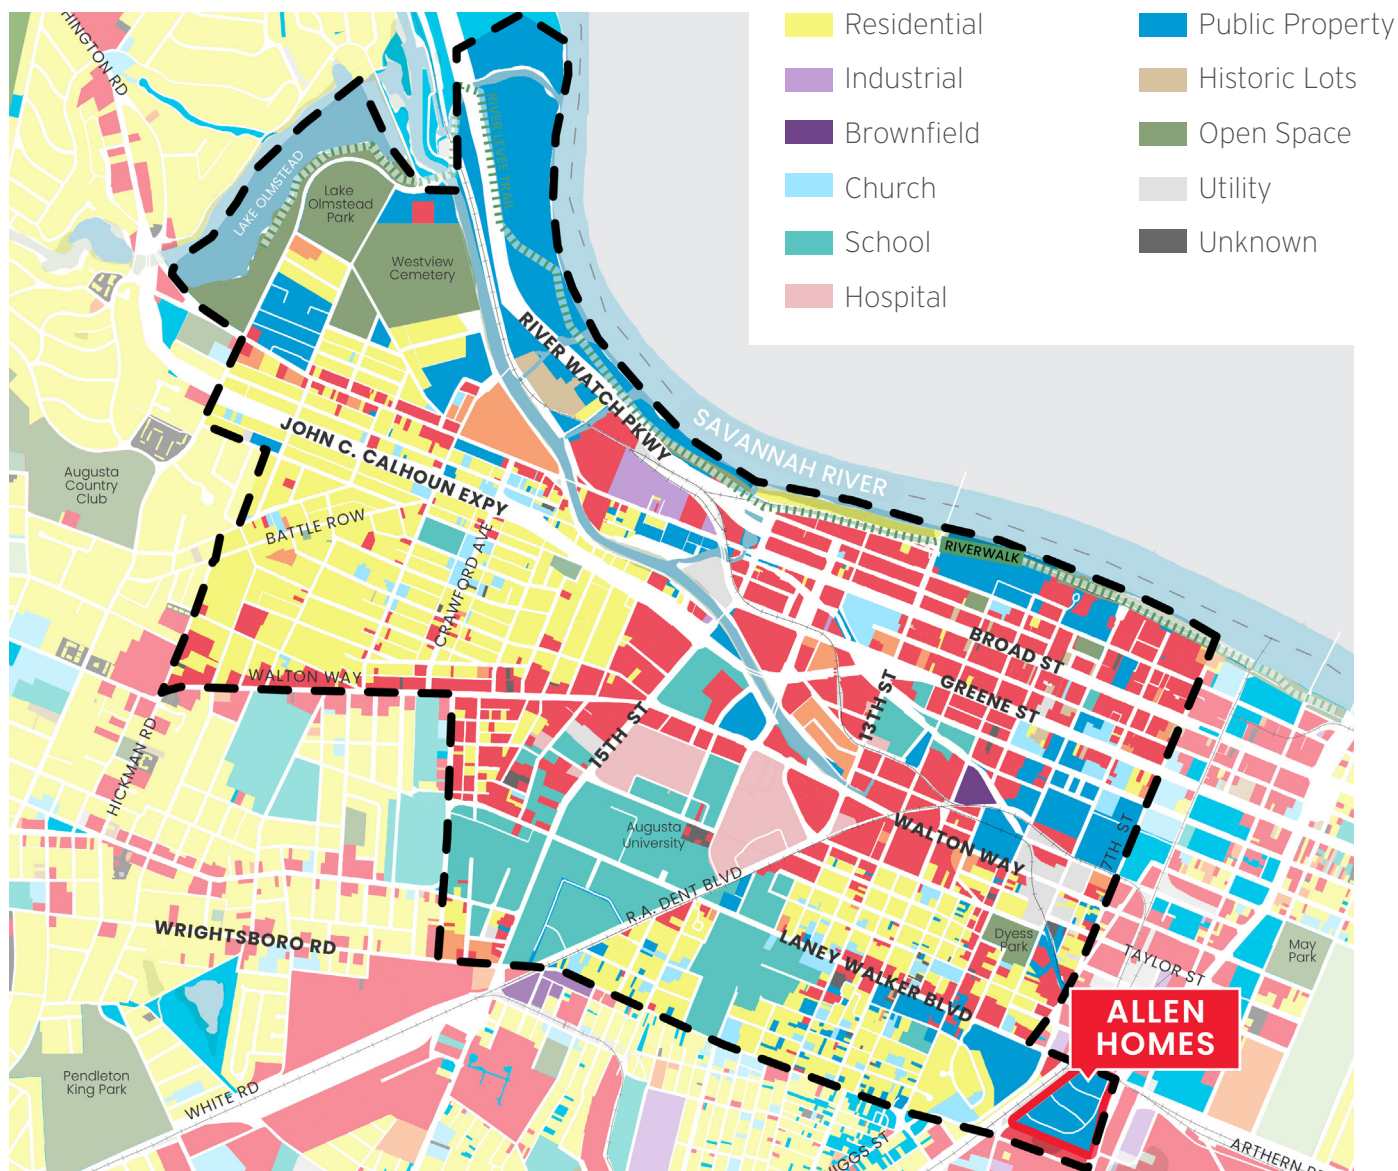 Residential
Industrial
Brownfield
Church
School
Hospital
Public Property
Historic Lots
Open Space
Utility
Unknown
HINGTON RD
LAKE OLMSTEAD
Lake
Olmstead
Park
RIVER LEVEE TRAIL
Westview
Cemetery
RIVER WATCH PKWY
SAVANNAH RIVER
JOHN C. CALHOUN EXPY
Augusta
Country
Club
BATTLE ROW
CRAWFORD AVE
RIVERWALK
BROAD ST
GREENE ST
WALTON WAY
13TH ST
15TH ST
HICKMAN RD
Augusta
University
WALTON WAY
7TH ST
R.A. DENT BLVD
WRIGHTSBORO RD
LANEY WALKER BLVD
Dyess
Park
TAYLOR ST
May
Park
ALLEN
HOMES
Pendleton
King Park
WHITE RD
IGGS ST